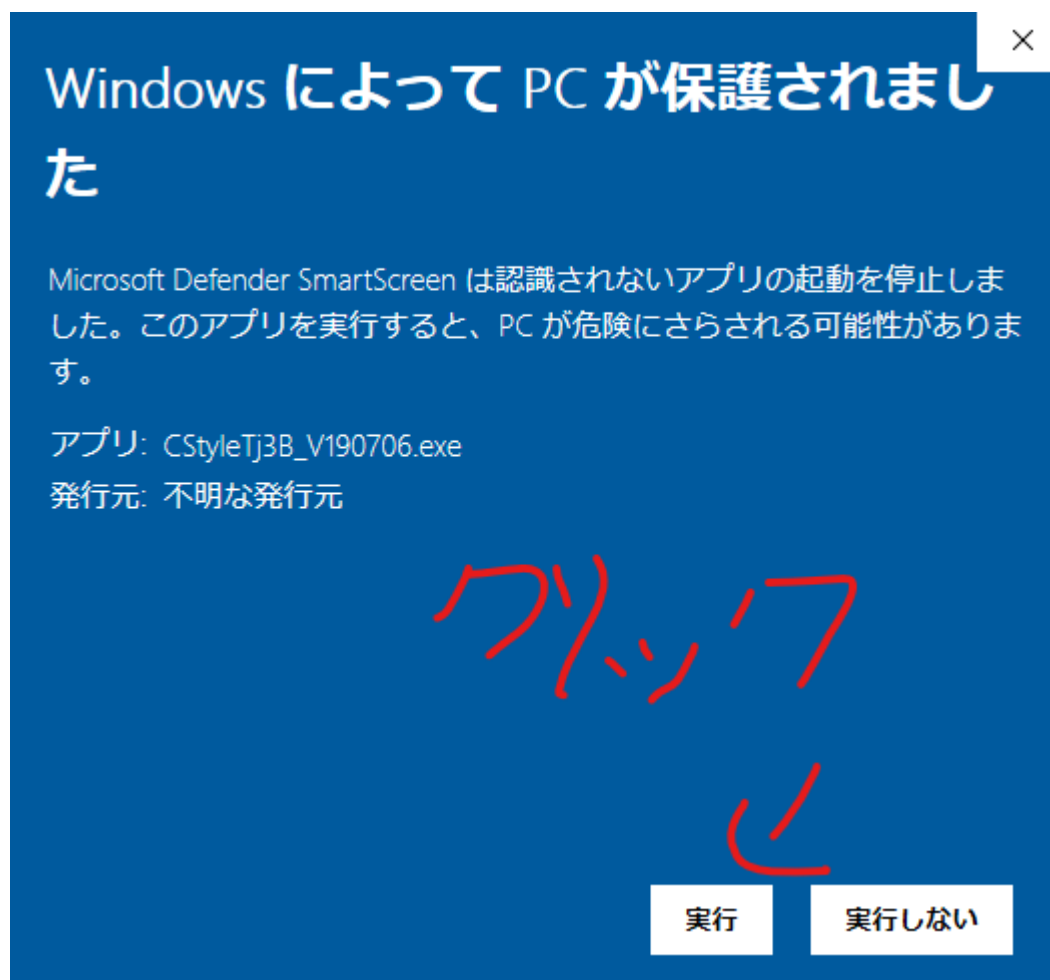 Windows によって PC が保護されまし
た
Microsoft Defender SmartScreen は認識されないアプリの起動を停止しま
した。このアプリを実行すると、PC が危険にさらされる可能性がありま
す。
アプリ: CStyleTj3B_V190706.exe
発行元: 不明な発行元
クリック
実行 実行しない